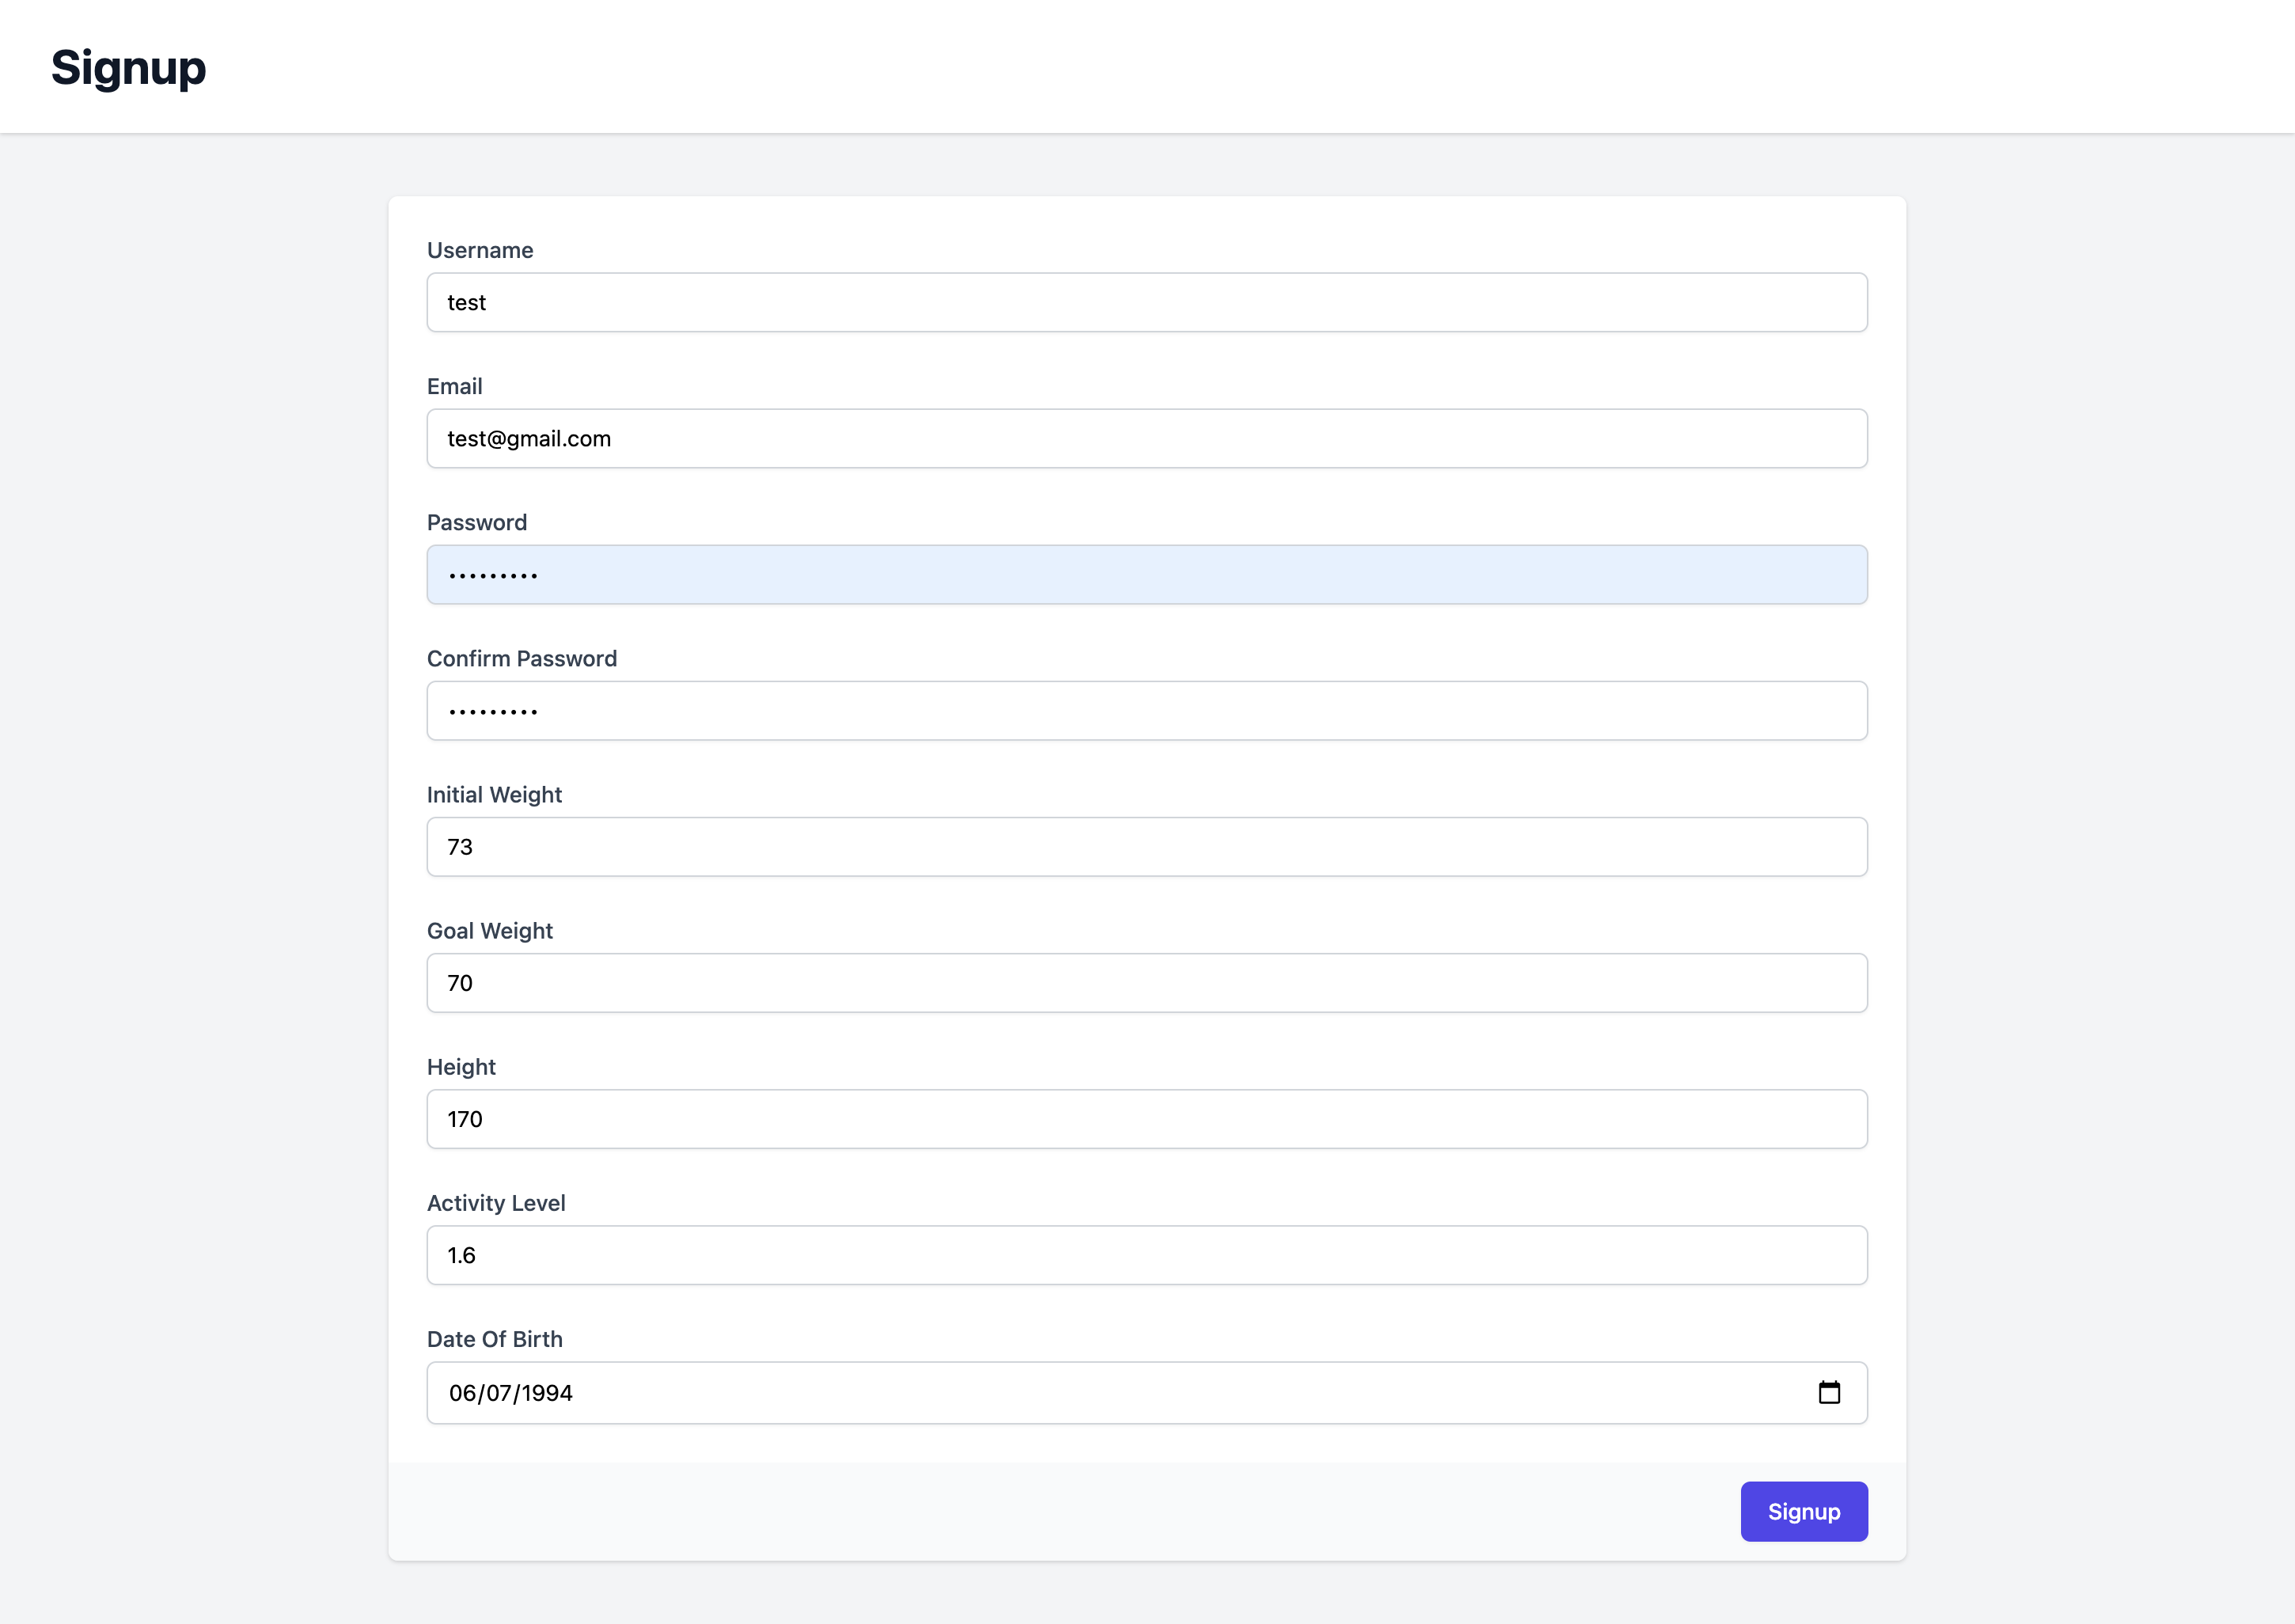 Signup
Username
test
Email
test@gmail.com
Password
•••••••••
Confirm Password
•••••••••
Initial Weight
73
Goal Weight
70
Height
170
Activity Level
1.6
Date Of Birth
06/07/1994
Signup